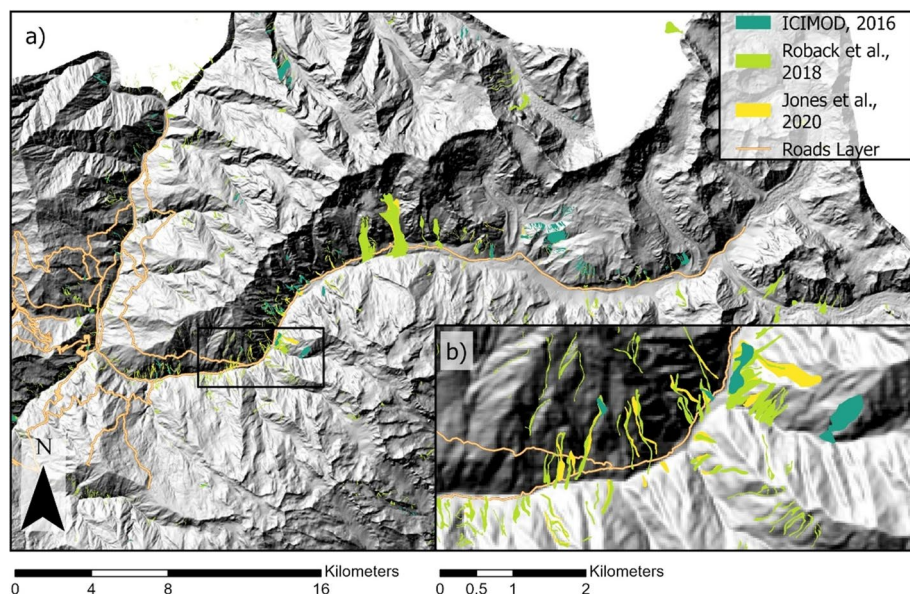 a)
ICIMOD, 2016
Roback et al.,
2018
Jones et al.,
2020
Roads Layer
b)
N
Kilometers
0 4 8 16
Kilometers
0 0.5 1 2